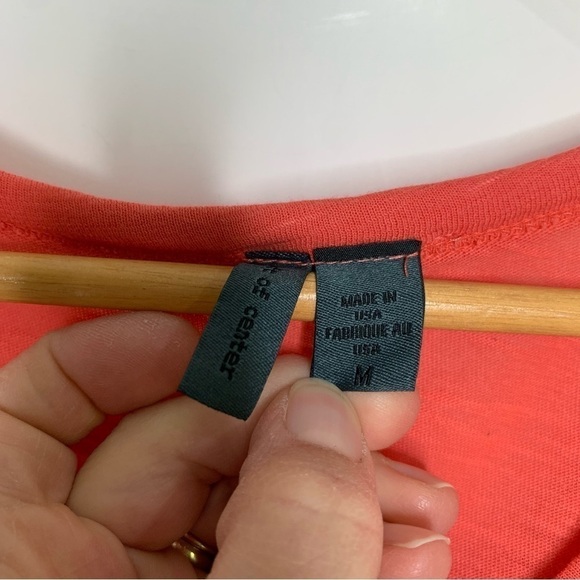 of center
MADE IN
USA
FABRIQUE AU
USA
M